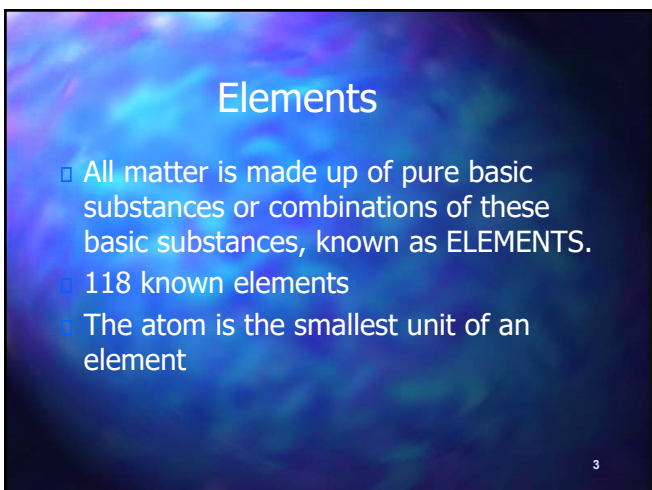 Elements
All matter is made up of pure basic
substances or combinations of these
basic substances, known as ELEMENTS.
118 known elements
The atom is the smallest unit of an
element
3